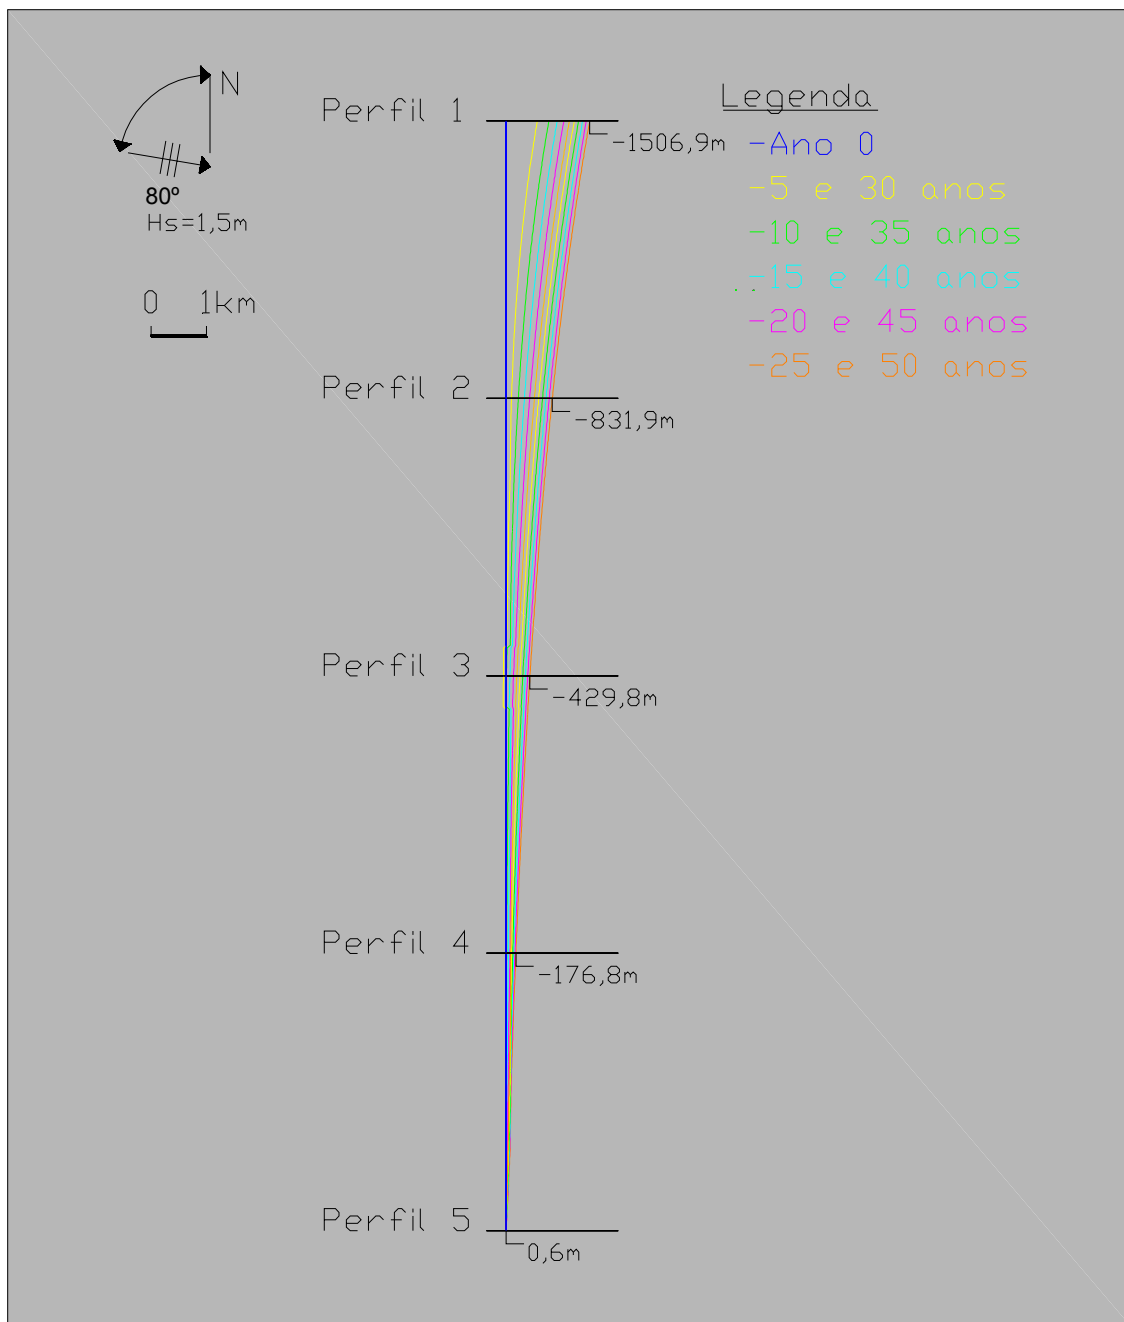 N
80º
Hs=1,5m
0 1km
Legenda
-Ano 0
-5 e 30 anos
-10 e 35 anos
-15 e 40 anos
-20 e 45 anos
-25 e 50 anos
Perfil 1
-1506,9m
Perfil 2
-831,9m
Perfil 3
-429,8m
Perfil 4
-176,8m
Perfil 5
0,6m